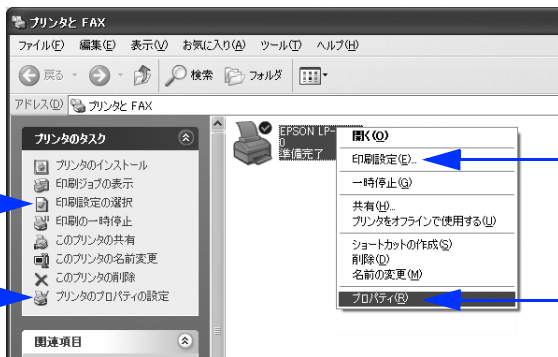 プリンタと FAX
ファイル(F) 編集(E) 表示(V) お気に入り(A) ツール(T) ヘルプ(H)
戻る 検索 フォルダ
アドレス(D) プリンタと FAX
プリンタのタスク
プリンタのインストール
印刷ジョブの表示
印刷設定の選択
印刷の一時停止
このプリンタの共有
このプリンタの名前変更
このプリンタの削除
プリンタのプロパティの設定
関連項目
EPSON LP-
0
準備完了
開く(O)
印刷設定(E)...
一時停止(G)
共有(H)...
プリンタをオフラインで使用する(U)
ショートカットの作成(S)
削除(D)
名前の変更(M)
プロパティ(R)